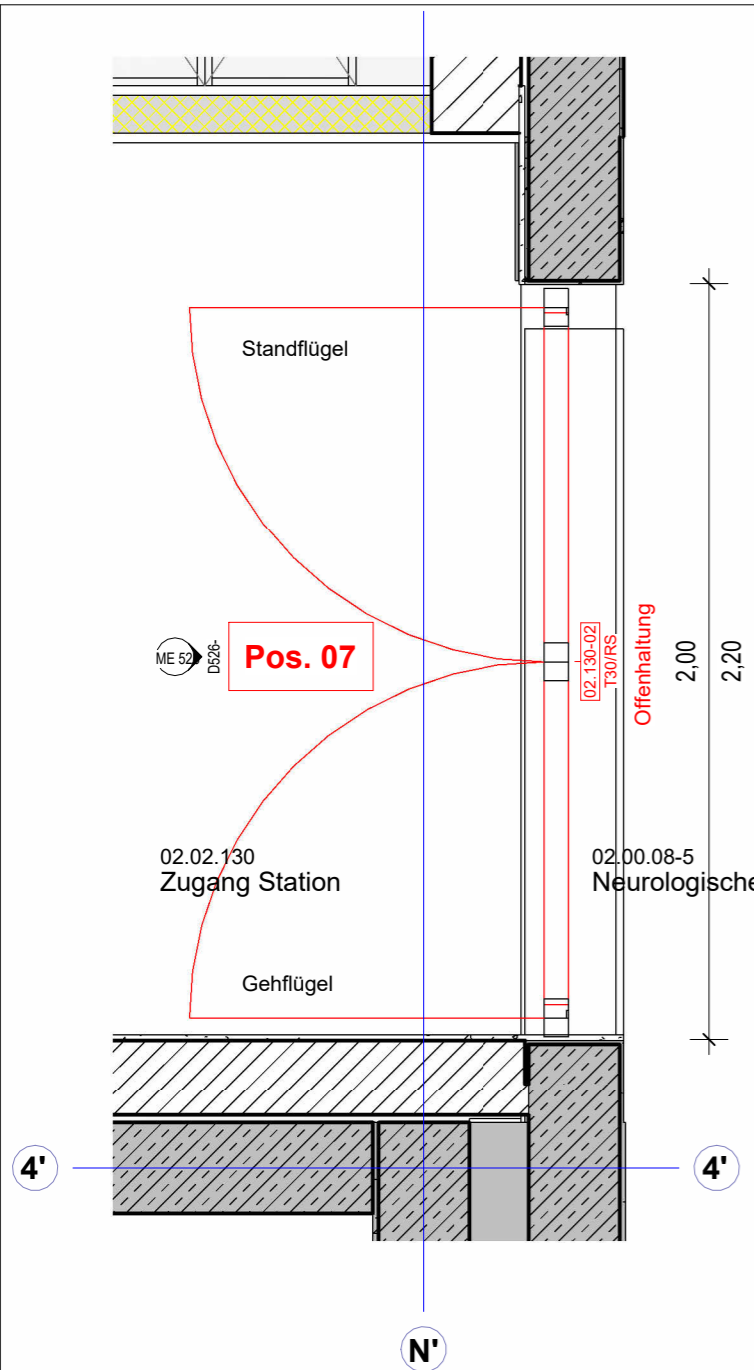 Standflügel
ME 52
D526-
Pos. 07
02.130-02
T30/RS
Offenhaltung
2,00
2,20
02.02.130
Zugang Station
02.00.08-5
Neurologische
Gehflügel
4'
4'
N'